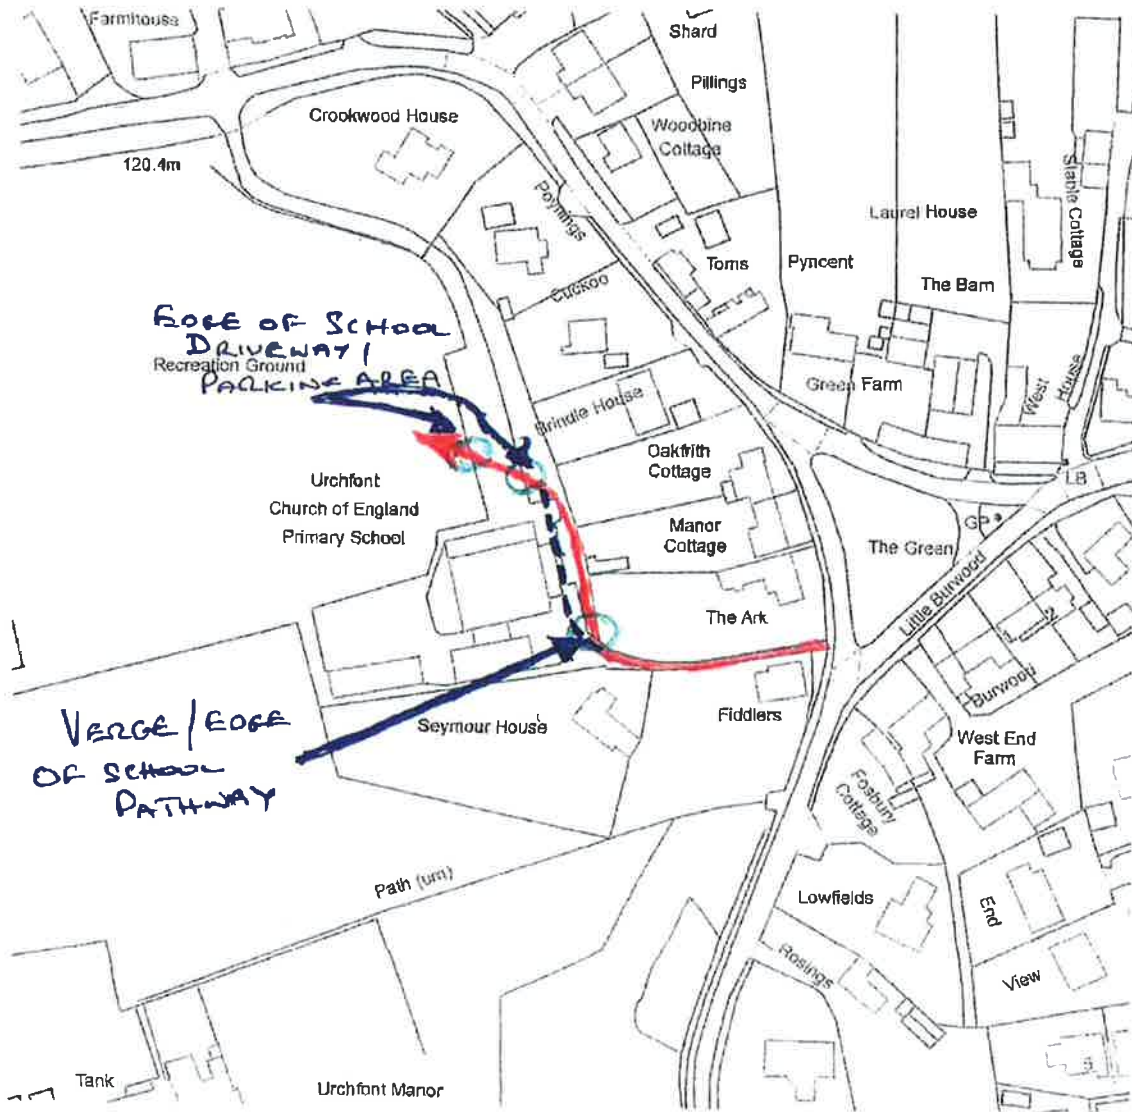 Farmhouse
Shard
Pillings
Crookwood House
Woodbine
Cottage
120.4m
Stable Cottage
Poynings
Laurel House
Toms
Pyncent
The Barn
Cuckoo
EDGE OF SCHOOL
DRIVEWAY /
Recreation Ground
PARKING AREA
Green Farm
West House
Brindle House
Oakfrith
Cottage
Urchfont
Church of England
Primary School
LB
GP
Manor
Cottage
The Green
Little Burwood
The Ark
2
Burwood
VERGE / EDGE
OF SCHOOL
PATHWAY
Seymour House
Fiddlers
West End
Farm
Fosbury
Cottage
Path (um)
Lowfields
End
View
Rosings
Tank
Urchfont Manor